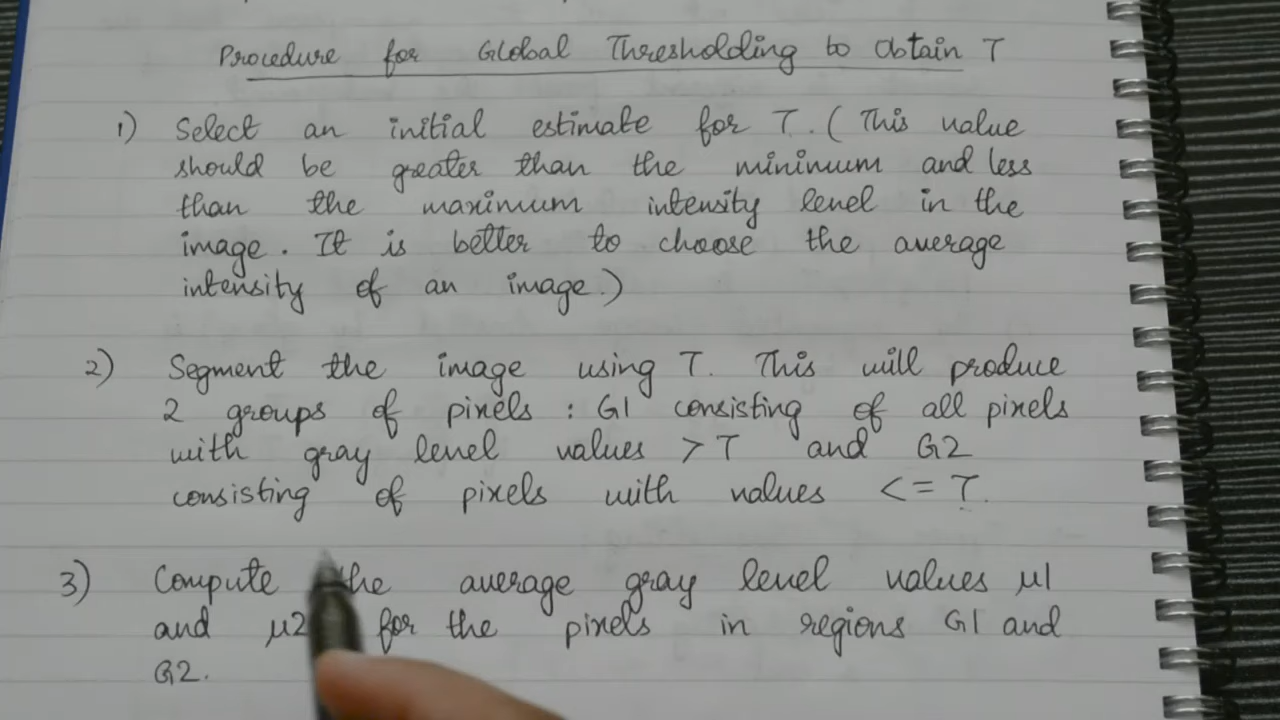 Procedure for Global Thresholding to Obtain T
1) Select an initial estimate for T. (This value
should be greater than the minimum and less
than the maximum intensity level in the
image. It is better to choose the average
intensity of an image.)
2) Segment the image using T. This will produce
2 groups of pixels : G1 consisting of all pixels
with gray level values > T and G2
consisting of pixels with values <= T.
3) Compute the average gray level values μ1
and μ2 for the pixels in regions G1 and
G2.